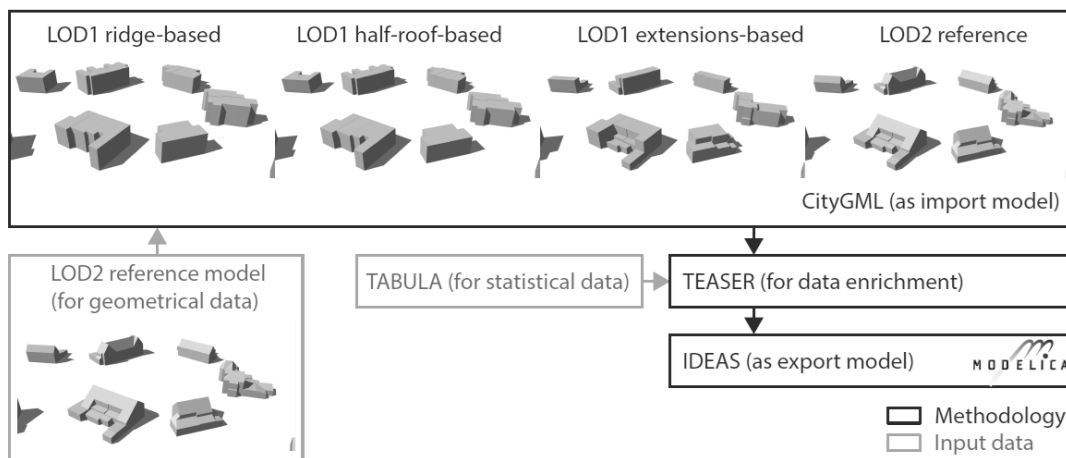 LOD1 ridge-based
LOD1 half-roof-based
LOD1 extensions-based
LOD2 reference
CityGML (as import model)
LOD2 reference model
(for geometrical data)
TABULA (for statistical data)
TEASER (for data enrichment)
IDEAS (as export model)
MODELICA
Methodology
Input data